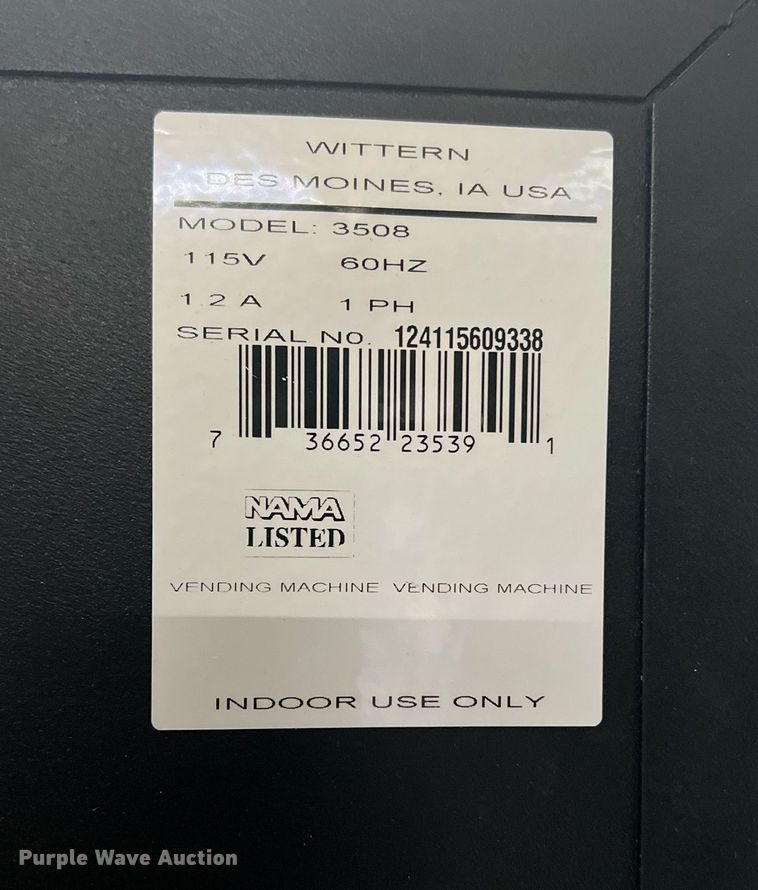 WITTERN
DES MOINES, IA USA
MODEL: 3508
115V 60HZ
1.2 A 1 PH
SERIAL NO. 124115609338
7 36652 23539 1
NAMA
LISTED
VENDING MACHINE VENDING MACHINE
INDOOR USE ONLY
Purple Wave Auction